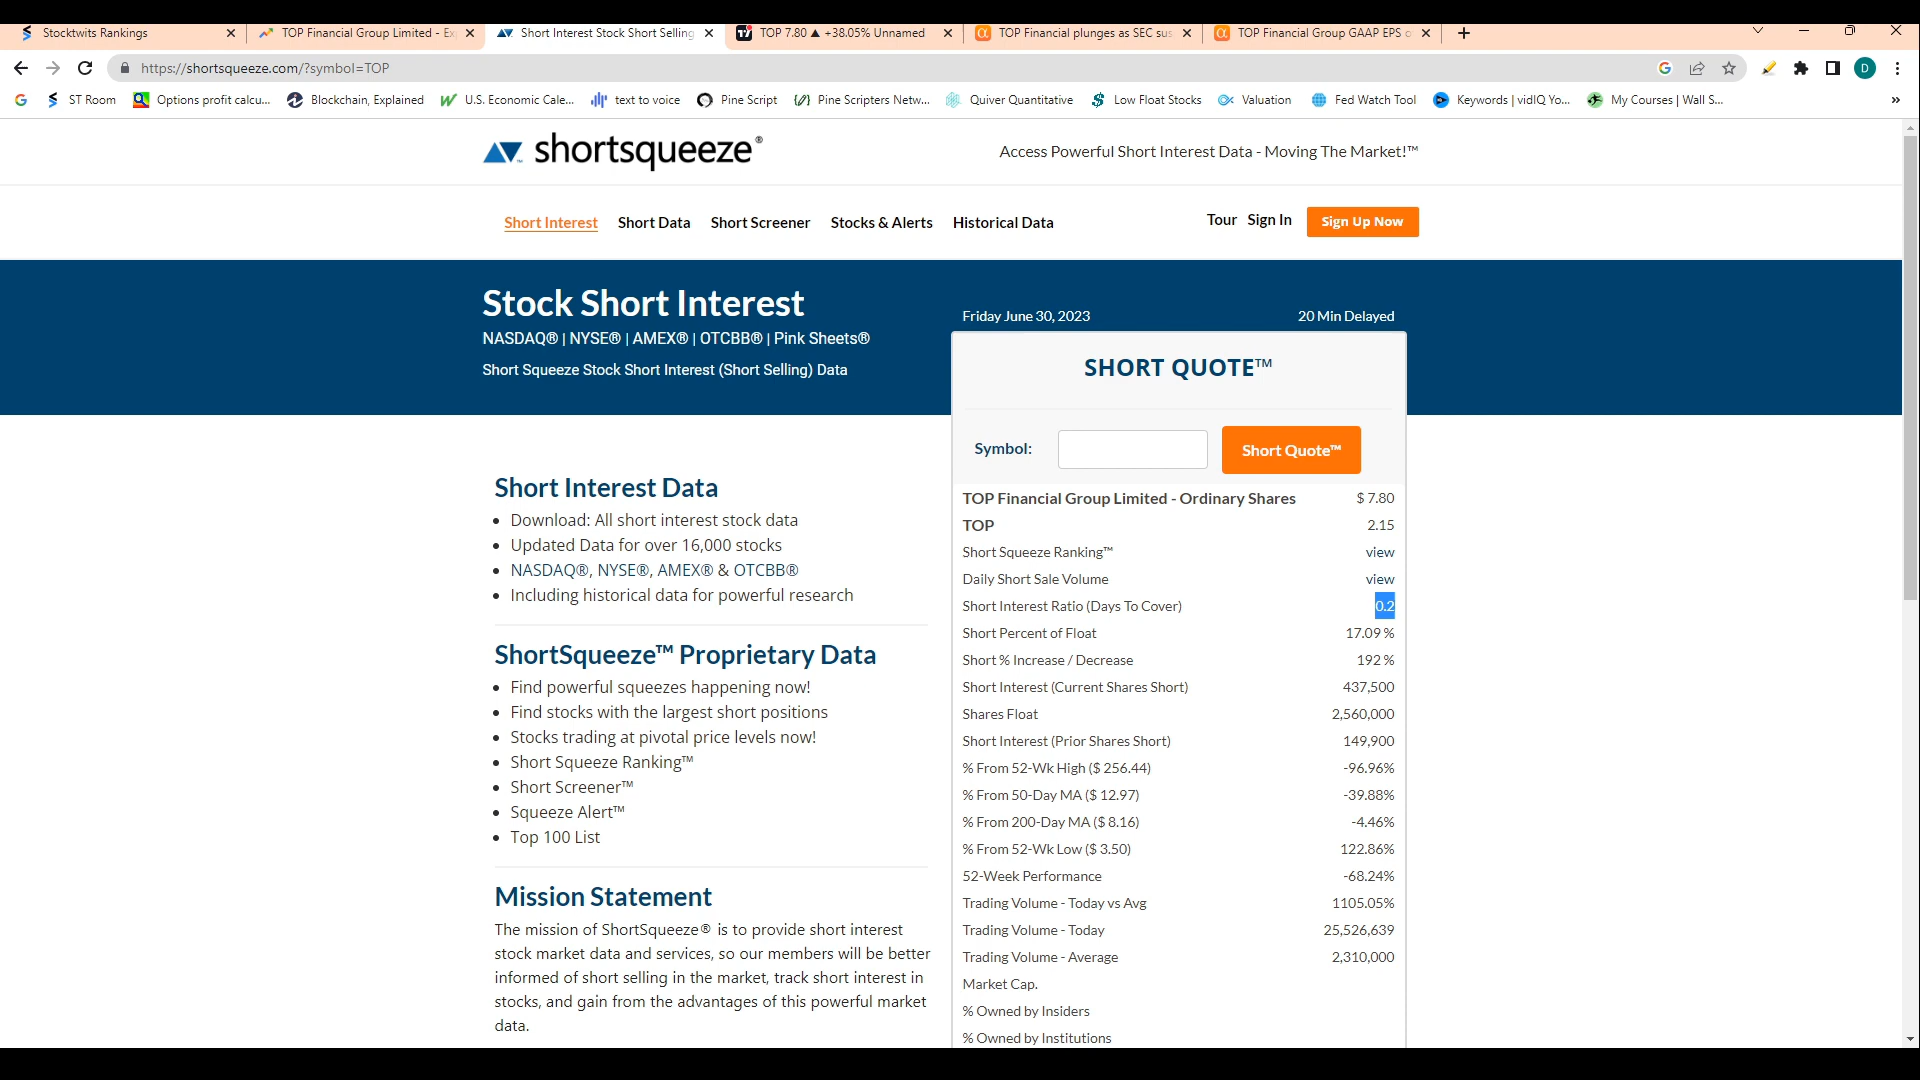 Stocktwits Rankings
TOP Financial Group Limited - Ex
Short Interest Stock Short Selling
TOP 7.80 ▲ +38.05% Unnamed
TOP Financial plunges as SEC sus
TOP Financial Group GAAP EPS o
https://shortsqueeze.com/?symbol=TOP
D
ST Room
Options profit calcu...
Blockchain, Explained
U.S. Economic Cale...
text to voice
Pine Script
Pine Scripters Netw...
Quiver Quantitative
Low Float Stocks
Valuation
Fed Watch Tool
Keywords | vidIQ Yo...
My Courses | Wall S...
»
shortsqueeze®
Access Powerful Short Interest Data - Moving The Market!™
Short Interest
Short Data
Short Screener
Stocks & Alerts
Historical Data
Tour
Sign In
Sign Up Now
Stock Short Interest
NASDAQ® | NYSE® | AMEX® | OTCBB® | Pink Sheets®
Short Squeeze Stock Short Interest (Short Selling) Data
Friday June 30, 2023
20 Min Delayed
SHORT QUOTE™
Symbol:
Short Quote™
TOP Financial Group Limited - Ordinary Shares $ 7.80
TOP 2.15
Short Squeeze Ranking™ view
Daily Short Sale Volume view
Short Interest Ratio (Days To Cover) 0.2
Short Percent of Float 17.09 %
Short % Increase / Decrease 192 %
Short Interest (Current Shares Short) 437,500
Shares Float 2,560,000
Short Interest (Prior Shares Short) 149,900
% From 52-Wk High ($ 256.44) -96.96%
% From 50-Day MA ($ 12.97) -39.88%
% From 200-Day MA ($ 8.16) -4.46%
% From 52-Wk Low ($ 3.50) 122.86%
52-Week Performance -68.24%
Trading Volume - Today vs Avg 1105.05%
Trading Volume - Today 25,526,639
Trading Volume - Average 2,310,000
Market Cap.
% Owned by Insiders
% Owned by Institutions
Short Interest Data
• Download: All short interest stock data
• Updated Data for over 16,000 stocks
• NASDAQ®, NYSE®, AMEX® & OTCBB®
• Including historical data for powerful research
ShortSqueeze™ Proprietary Data
• Find powerful squeezes happening now!
• Find stocks with the largest short positions
• Stocks trading at pivotal price levels now!
• Short Squeeze Ranking™
• Short Screener™
• Squeeze Alert™
• Top 100 List
Mission Statement
The mission of ShortSqueeze® is to provide short interest
stock market data and services, so our members will be better
informed of short selling in the market, track short interest in
stocks, and gain from the advantages of this powerful market
data.